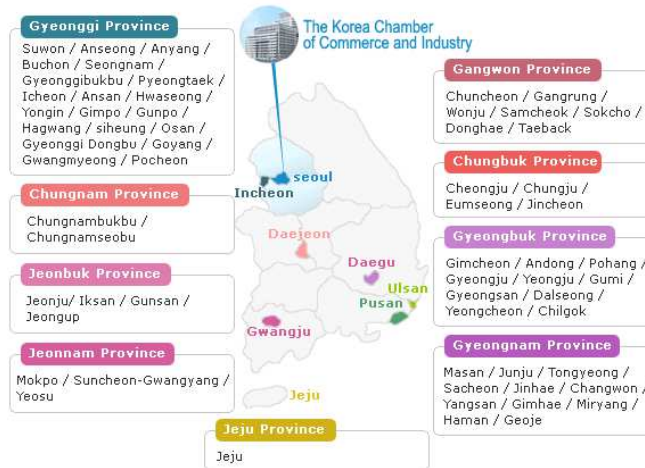 Gyeonggi Province
Suwon / Anseong / Anyang /
Buchon / Seongnam /
Gyeonggibukbu / Pyeongtaek /
Icheon / Ansan / Hwaseong /
Yongin / Gimpo / Gunpo /
Hagwang / siheung / Osan /
Gyeonggi Dongbu / Goyang /
Gwangmyeong / Pocheon
Chungnam Province
Chungnambukbu /
Chungnamseobu
Jeonbuk Province
Jeonju/ Iksan / Gunsan /
Jeongup
Jeonnam Province
Mokpo / Suncheon-Gwangyang /
Yeosu
The Korea Chamber
of Commerce and Industry
seoul
Incheon
Daejeon
Daegu
Ulsan
Pusan
Gwangju
Jeju
Jeju Province
Jeju
Gangwon Province
Chuncheon / Gangrung /
Wonju / Samcheok / Sokcho /
Donghae / Taeback
Chungbuk Province
Cheongju / Chungju /
Eumseong / Jincheon
Gyeongbuk Province
Gimcheon / Andong / Pohang /
Gyeongju / Yeongju / Gumi /
Gyeongsan / Dalseong /
Yeongcheon / Chilgok
Gyeongnam Province
Masan / Junju / Tongyeong /
Sacheon / Jinhae / Changwon /
Yangsan / Gimhae / Miryang /
Haman / Geoje